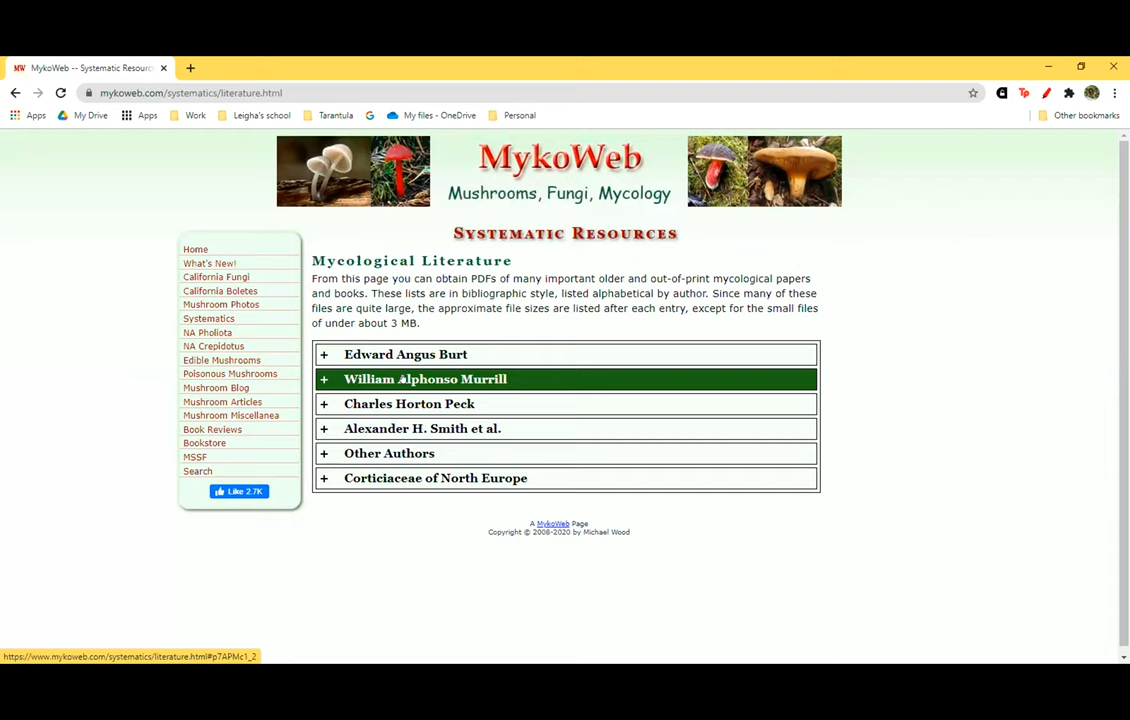 MW MykoWeb -- Systematic Resourc
mykoweb.com/systematics/literature.html
Tp
Apps My Drive Apps Work Leigha's school Tarantula My files - OneDrive Personal Other bookmarks
MykoWeb
Mushrooms, Fungi, Mycology
Systematic Resources
Home
What's New!
California Fungi
California Boletes
Mushroom Photos
Systematics
NA Pholiota
NA Crepidotus
Edible Mushrooms
Poisonous Mushrooms
Mushroom Blog
Mushroom Articles
Mushroom Miscellanea
Book Reviews
Bookstore
MSSF
Search
Like 2.7K
Mycological Literature
From this page you can obtain PDFs of many important older and out-of-print mycological papers
and books. These lists are in bibliographic style, listed alphabetical by author. Since many of these
files are quite large, the approximate file sizes are listed after each entry, except for the small files
of under about 3 MB.
+ Edward Angus Burt
+ William Alphonso Murrill
+ Charles Horton Peck
+ Alexander H. Smith et al.
+ Other Authors
+ Corticiaceae of North Europe
A MykoWeb Page
Copyright © 2008-2020 by Michael Wood
https://www.mykoweb.com/systematics/literature.html#p7APMc1_2